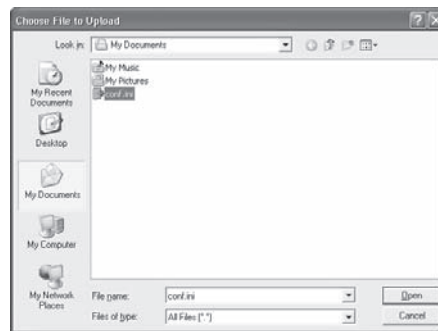 Choose File to Upload
Look in:
My Documents
My Recent
Documents
Desktop
My Documents
My Computer
My Network
Places
My Music
My Pictures
conf.ini
File name:
conf.ini
Open
Files of type:
All Files (*.*)
Cancel